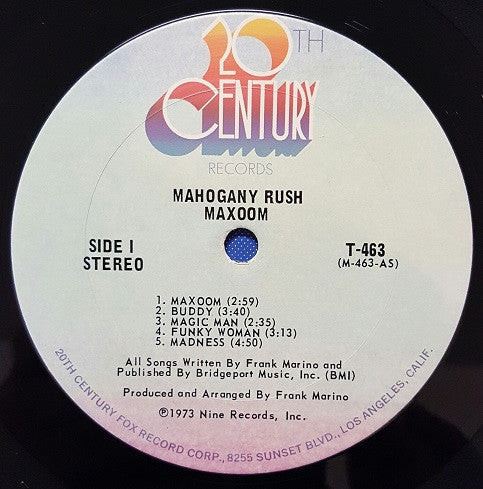 20TH
CENTURY
RECORDS
MAHOGANY RUSH
MAXOOM
SIDE I
STEREO
T-463
(M-463-AS)
1. MAXOOM (2:59)
2. BUDDY (3:40)
3. MAGIC MAN (2:35)
4. FUNKY WOMAN (3:13)
5. MADNESS (4:50)
All Songs Written By Frank Marino and
Published By Bridgeport Music, Inc. (BMI)
Produced and Arranged By Frank Marino
℗1973 Nine Records, Inc.
20TH CENTURY FOX RECORD CORP., 8255 SUNSET BLVD., LOS ANGELES, CALIF.